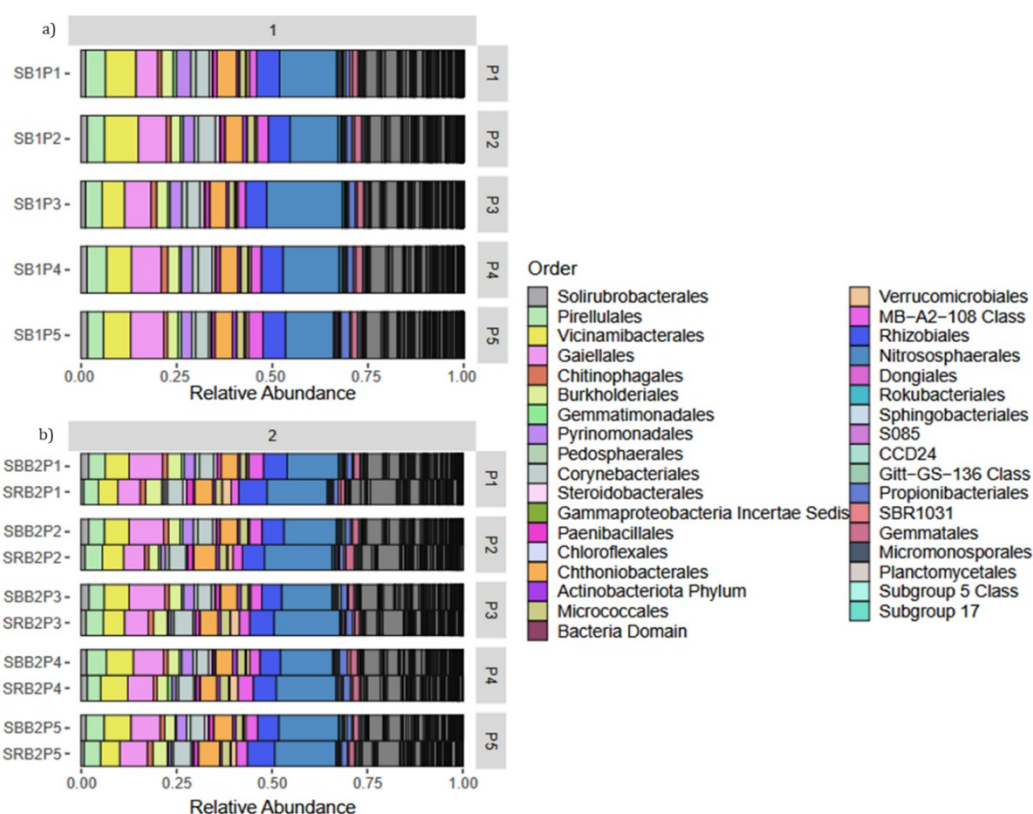 a)
1
SB1P1
P1
SB1P2
P2
SB1P3
P3
SB1P4
P4
SB1P5
P5
0.00 0.25 0.50 0.75 1.00
Relative Abundance
b)
2
SBB2P1
SRB2P1
P1
SBB2P2
SRB2P2
P2
SBB2P3
SRB2P3
P3
SBB2P4
SRB2P4
P4
SBB2P5
SRB2P5
P5
0.00 0.25 0.50 0.75 1.00
Relative Abundance
Order
Solirubrobacterales
Pirellulales
Vicinamibacterales
Gaiellales
Chitinophagales
Burkholderiales
Gemmatimonadales
Pyrinomonadales
Pedosphaerales
Corynebacteriales
Steroidobacterales
Gammaproteobacteria Incertae Sedis
Paenibacillales
Chloroflexales
Chthoniobacterales
Actinobacteriota Phylum
Micrococcales
Bacteria Domain
Verrucomicrobiales
MB−A2−108 Class
Rhizobiales
Nitrososphaerales
Dongiales
Rokubacteriales
Sphingobacteriales
S085
CCD24
Gitt−GS−136 Class
Propionibacteriales
SBR1031
Gemmatales
Micromonosporales
Planctomycetales
Subgroup 5 Class
Subgroup 17